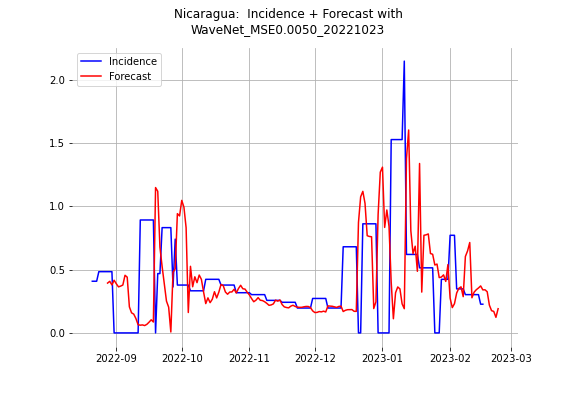 Nicaragua:  Incidence + Forecast with
WaveNet_MSE0.0050_20221023
Incidence
Forecast
2.0
1.5
1.0
0.5
0.0
2022-09 2022-10 2022-11 2022-12 2023-01 2023-02 2023-03